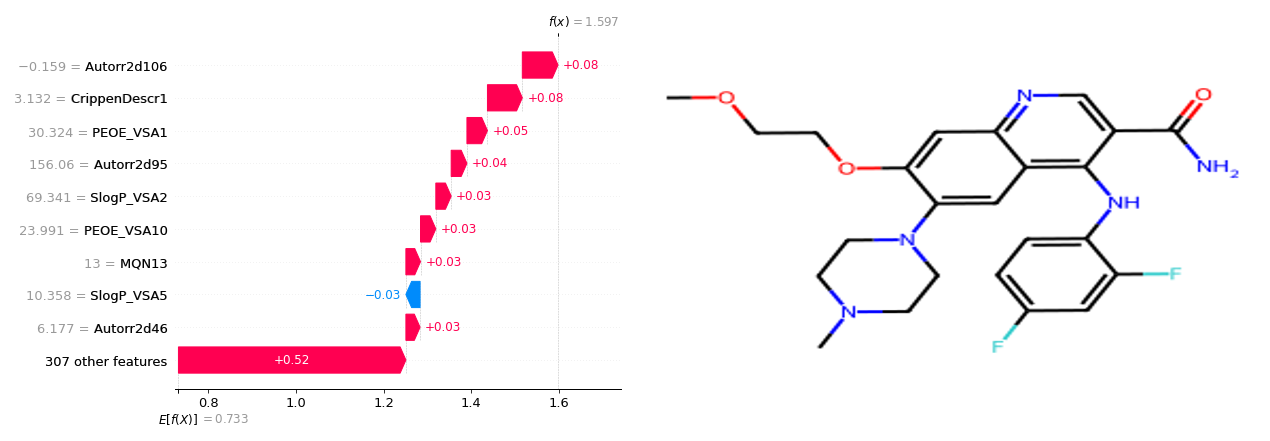 f(x) = 1.597
−0.159 = Autorr2d106 +0.08
3.132 = CrippenDescr1 +0.08
30.324 = PEOE_VSA1 +0.05
156.06 = Autorr2d95 +0.04
69.341 = SlogP_VSA2 +0.03
23.991 = PEOE_VSA10 +0.03
13 = MQN13 +0.03
10.358 = SlogP_VSA5 −0.03
6.177 = Autorr2d46 +0.03
307 other features +0.52
0.8 1.0 1.2 1.4 1.6
E[f(X)] = 0.733
N O
O
O NH₂
NH
N F
N
F